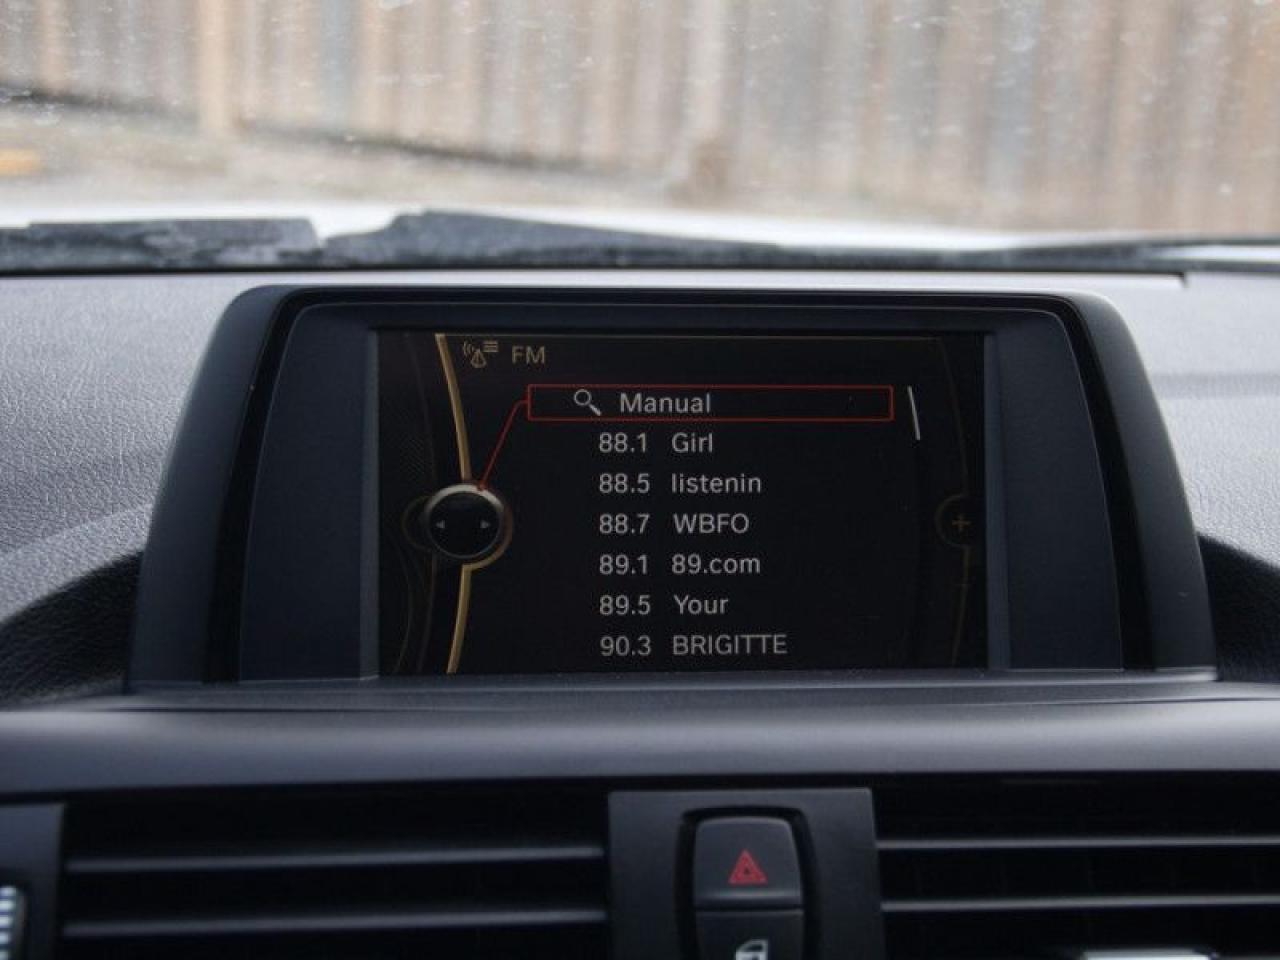 FM
Manual
88.1 Girl
88.5 listenin
88.7 WBFO
89.1 89.com
89.5 Your
90.3 BRIGITTE